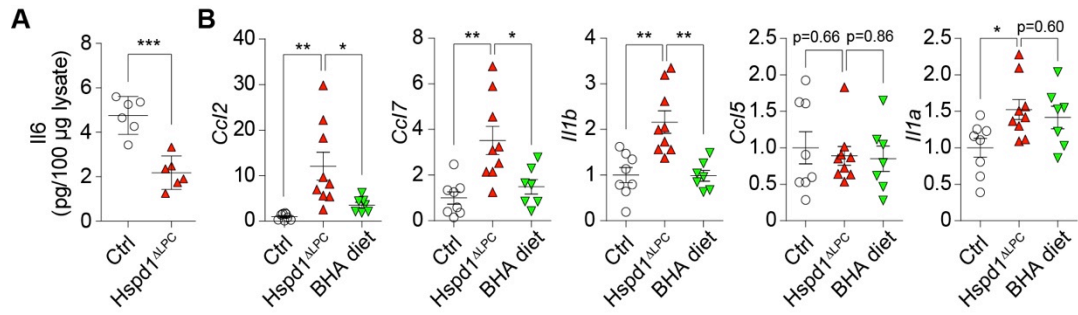 A
Il6
(pg/100 µg lysate)
8
6
4
2
0
***
Ctrl
Hspd1ΔLPC
B
Ccl2
40
30
20
10
0
**
*
Ctrl
Hspd1ΔLPC
BHA diet
Ccl7
8
6
4
2
0
**
*
Ctrl
Hspd1ΔLPC
BHA diet
Il1b
4
3
2
1
0
**
**
Ctrl
Hspd1ΔLPC
BHA diet
Ccl5
2.5
2.0
1.5
1.0
0.5
0.0
p=0.66
p=0.86
Ctrl
Hspd1ΔLPC
BHA diet
Il1a
2.5
2.0
1.5
1.0
0.5
0.0
*
p=0.60
Ctrl
Hspd1ΔLPC
BHA diet